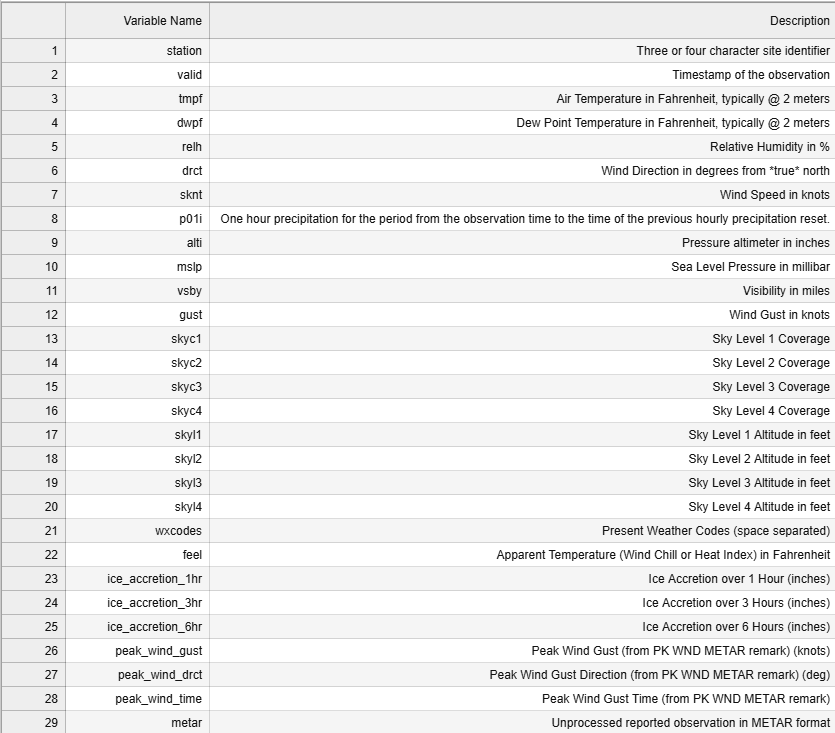 Variable Name Description
1 station Three or four character site identifier
2 valid Timestamp of the observation
3 tmpf Air Temperature in Fahrenheit, typically @ 2 meters
4 dwpf Dew Point Temperature in Fahrenheit, typically @ 2 meters
5 relh Relative Humidity in %
6 drct Wind Direction in degrees from *true* north
7 sknt Wind Speed in knots
8 p01i One hour precipitation for the period from the observation time to the time of the previous hourly precipitation reset.
9 alti Pressure altimeter in inches
10 mslp Sea Level Pressure in millibar
11 vsby Visibility in miles
12 gust Wind Gust in knots
13 skyc1 Sky Level 1 Coverage
14 skyc2 Sky Level 2 Coverage
15 skyc3 Sky Level 3 Coverage
16 skyc4 Sky Level 4 Coverage
17 skyl1 Sky Level 1 Altitude in feet
18 skyl2 Sky Level 2 Altitude in feet
19 skyl3 Sky Level 3 Altitude in feet
20 skyl4 Sky Level 4 Altitude in feet
21 wxcodes Present Weather Codes (space separated)
22 feel Apparent Temperature (Wind Chill or Heat Index) in Fahrenheit
23 ice_accretion_1hr Ice Accretion over 1 Hour (inches)
24 ice_accretion_3hr Ice Accretion over 3 Hours (inches)
25 ice_accretion_6hr Ice Accretion over 6 Hours (inches)
26 peak_wind_gust Peak Wind Gust (from PK WND METAR remark) (knots)
27 peak_wind_drct Peak Wind Gust Direction (from PK WND METAR remark) (deg)
28 peak_wind_time Peak Wind Gust Time (from PK WND METAR remark)
29 metar Unprocessed reported observation in METAR format